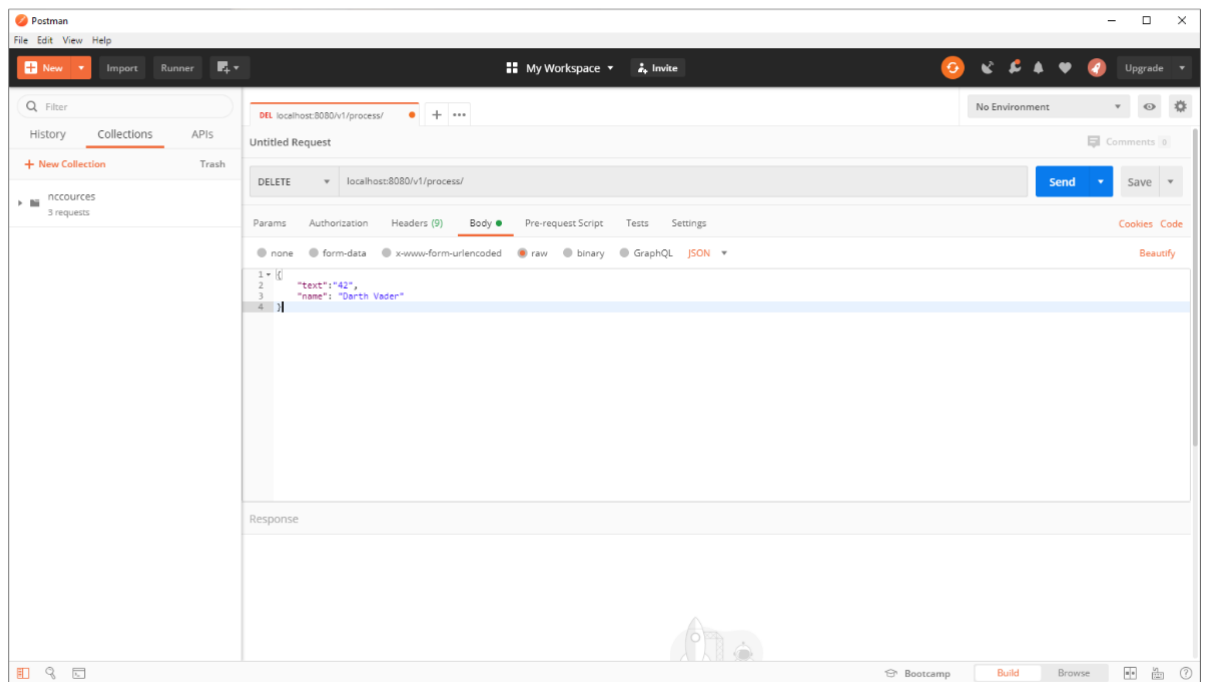 Postman
File Edit View Help
New Import Runner My Workspace Invite Upgrade
Filter
History Collections APIs
+ New Collection Trash
nccources
3 requests
DEL localhost:8080/v1/process/ + ••• No Environment
Untitled Request Comments 0
DELETE localhost:8080/v1/process/ Send Save
Params Authorization Headers (9) Body Pre-request Script Tests Settings Cookies Code
none form-data x-www-form-urlencoded raw binary GraphQL JSON Beautify
1 {
2 "text":"42",
3 "name": "Darth Vader"
4 }
Response
Bootcamp Build Browse